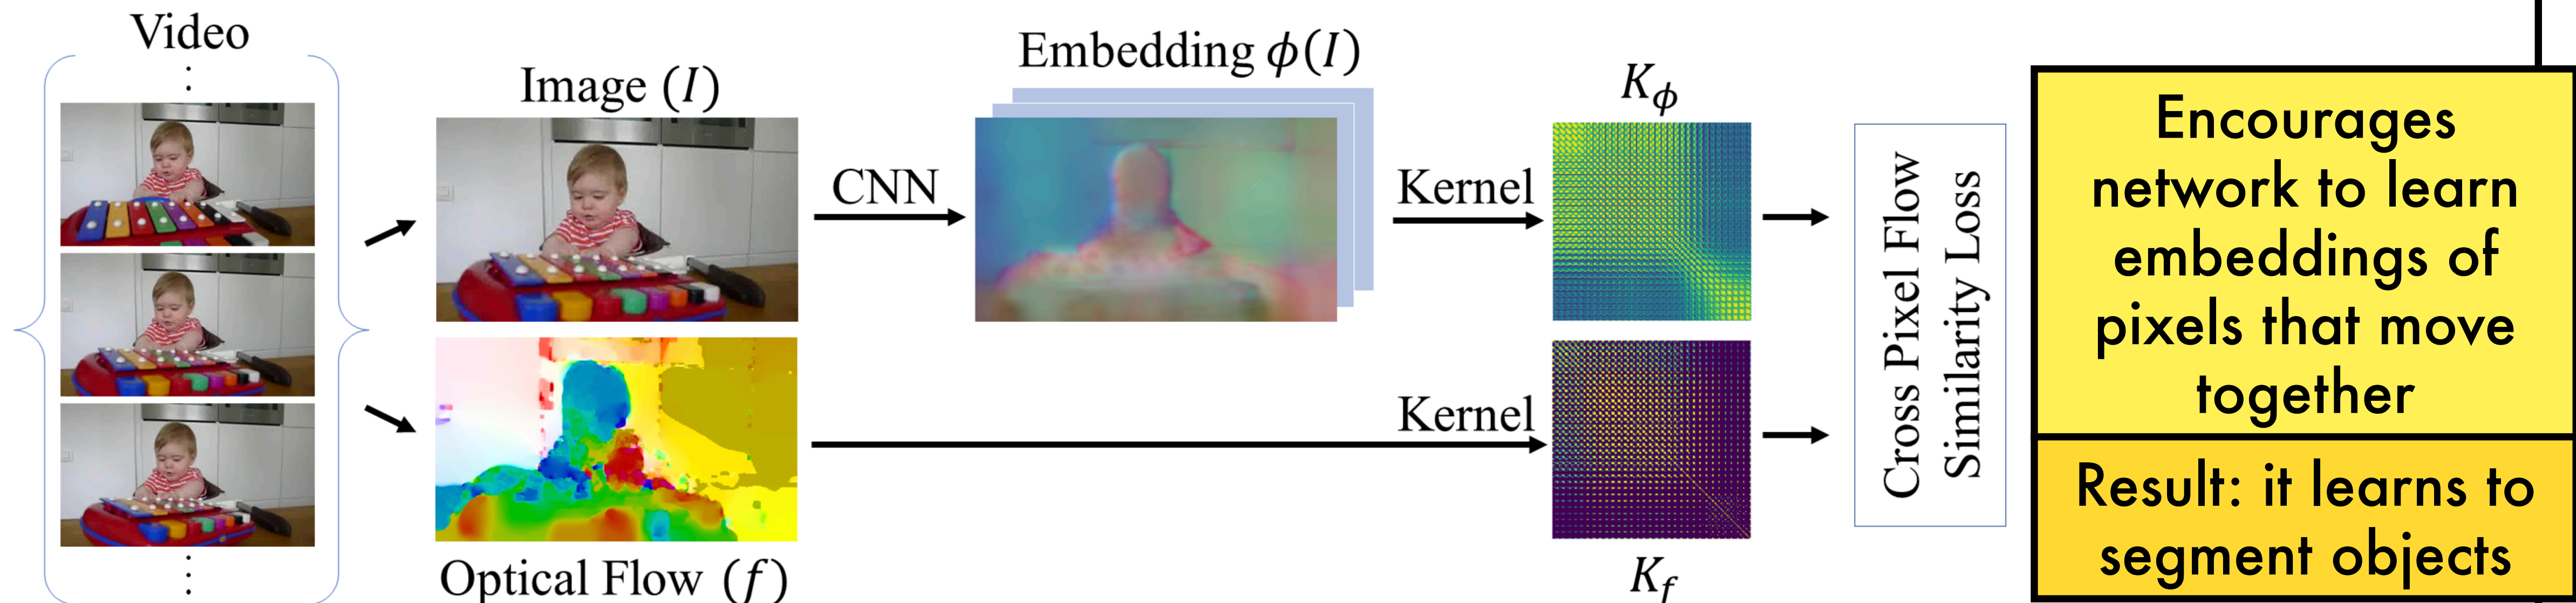 Video
Image (I)
Embedding ϕ(I)
K_ϕ
CNN
Kernel
Kernel
Optical Flow (f)
K_f
Cross Pixel Flow
Similarity Loss
Encourages
network to learn
embeddings of
pixels that move
together
Result: it learns to
segment objects